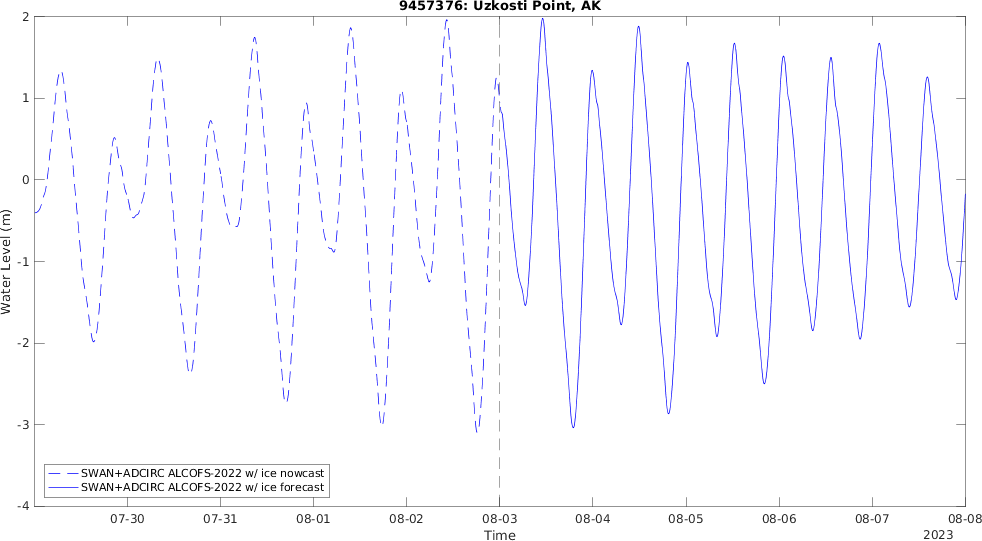 9457376: Uzkosti Point, AK
2
1
0
-1
-2
-3
-4
Water Level (m)
SWAN+ADCIRC ALCOFS-2022 w/ ice nowcast
SWAN+ADCIRC ALCOFS-2022 w/ ice forecast
07-30 07-31 08-01 08-02 08-03 08-04 08-05 08-06 08-07 08-08
Time
2023